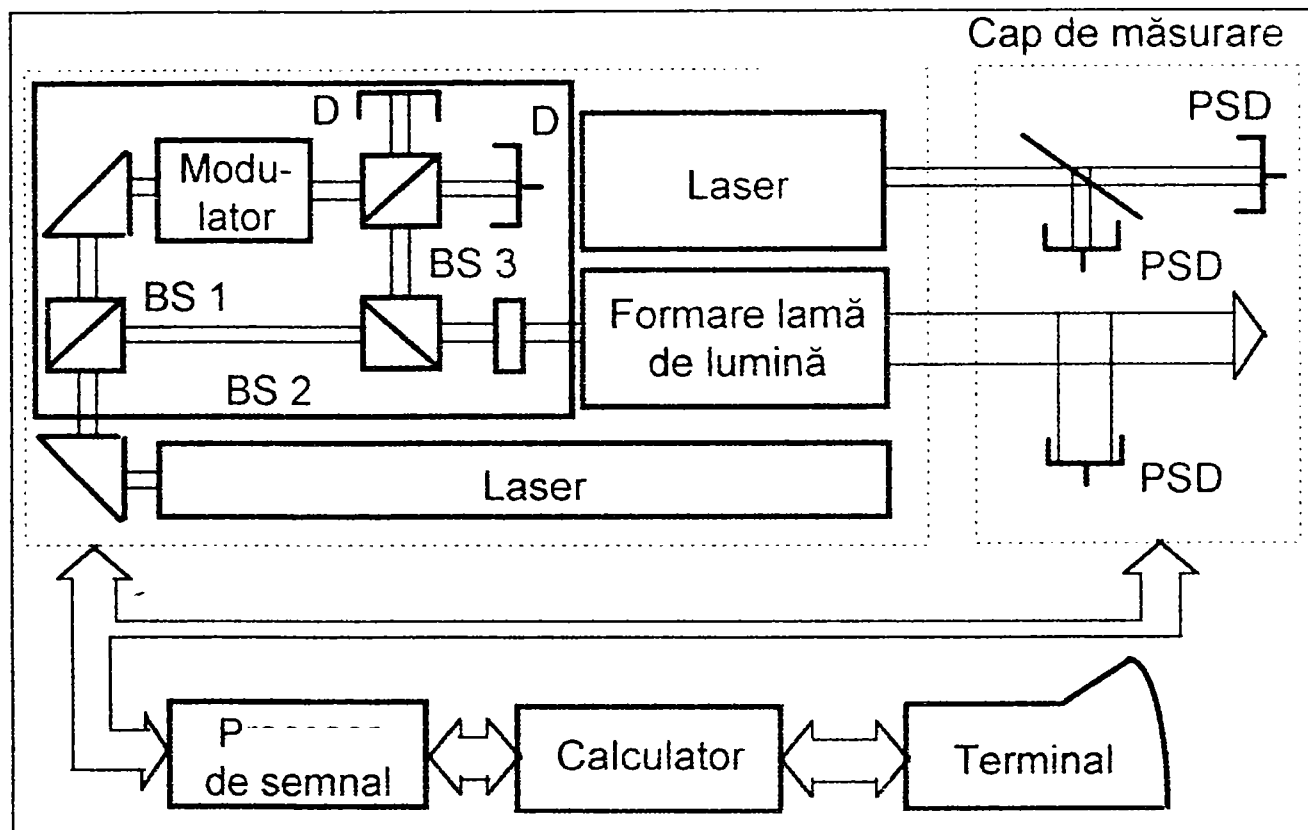 Cap de măsurare
D
D
PSD
Modu-
lator
Laser
BS 3
PSD
BS 1
Formare lamă
de lumină
BS 2
Laser
PSD
de semnal
Calculator
Terminal